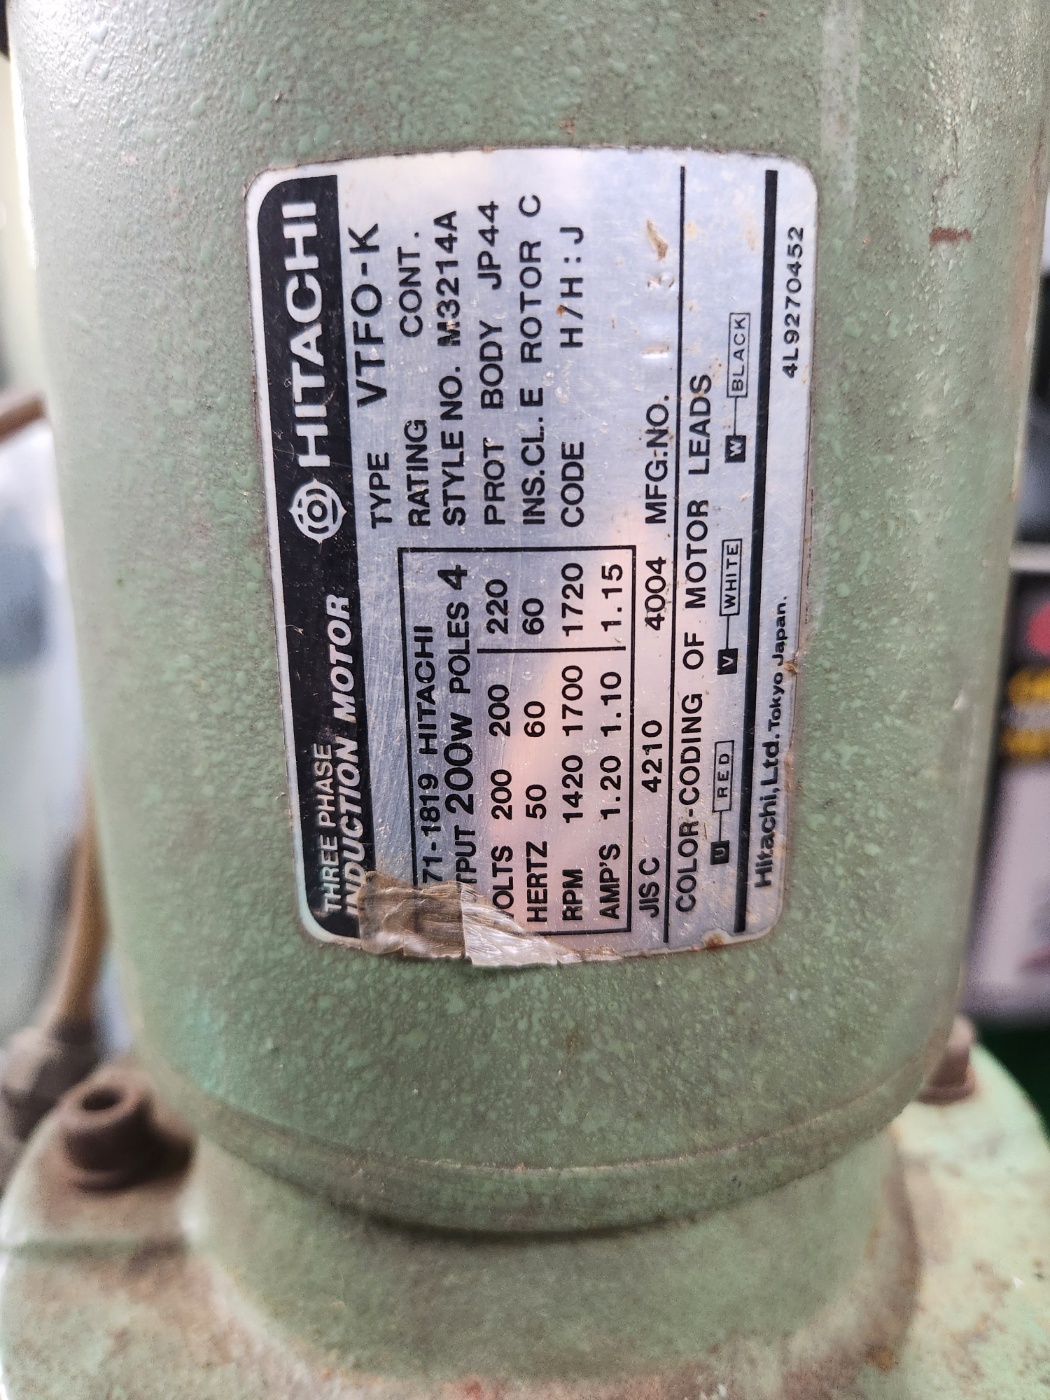 THREE PHASE
INDUCTION MOTOR
HITACHI
TYPE VTFO-K
RATING CONT.
STYLE NO. M3214A
PROT BODY JP44
INS.CL.E ROTOR C
CODE H/H:J
71-1819 HITACHI
TPUT 200W POLES 4
VOLTS 200 200 220
HERTZ 50 60 60
RPM 1420 1700 1720
AMP'S 1.20 1.10 1.15
JIS C 4210 4004 MFG.NO.
COLOR-CODING OF MOTOR LEADS
U RED V WHITE W BLACK
Hitachi,Ltd. Tokyo Japan.
4L9270452